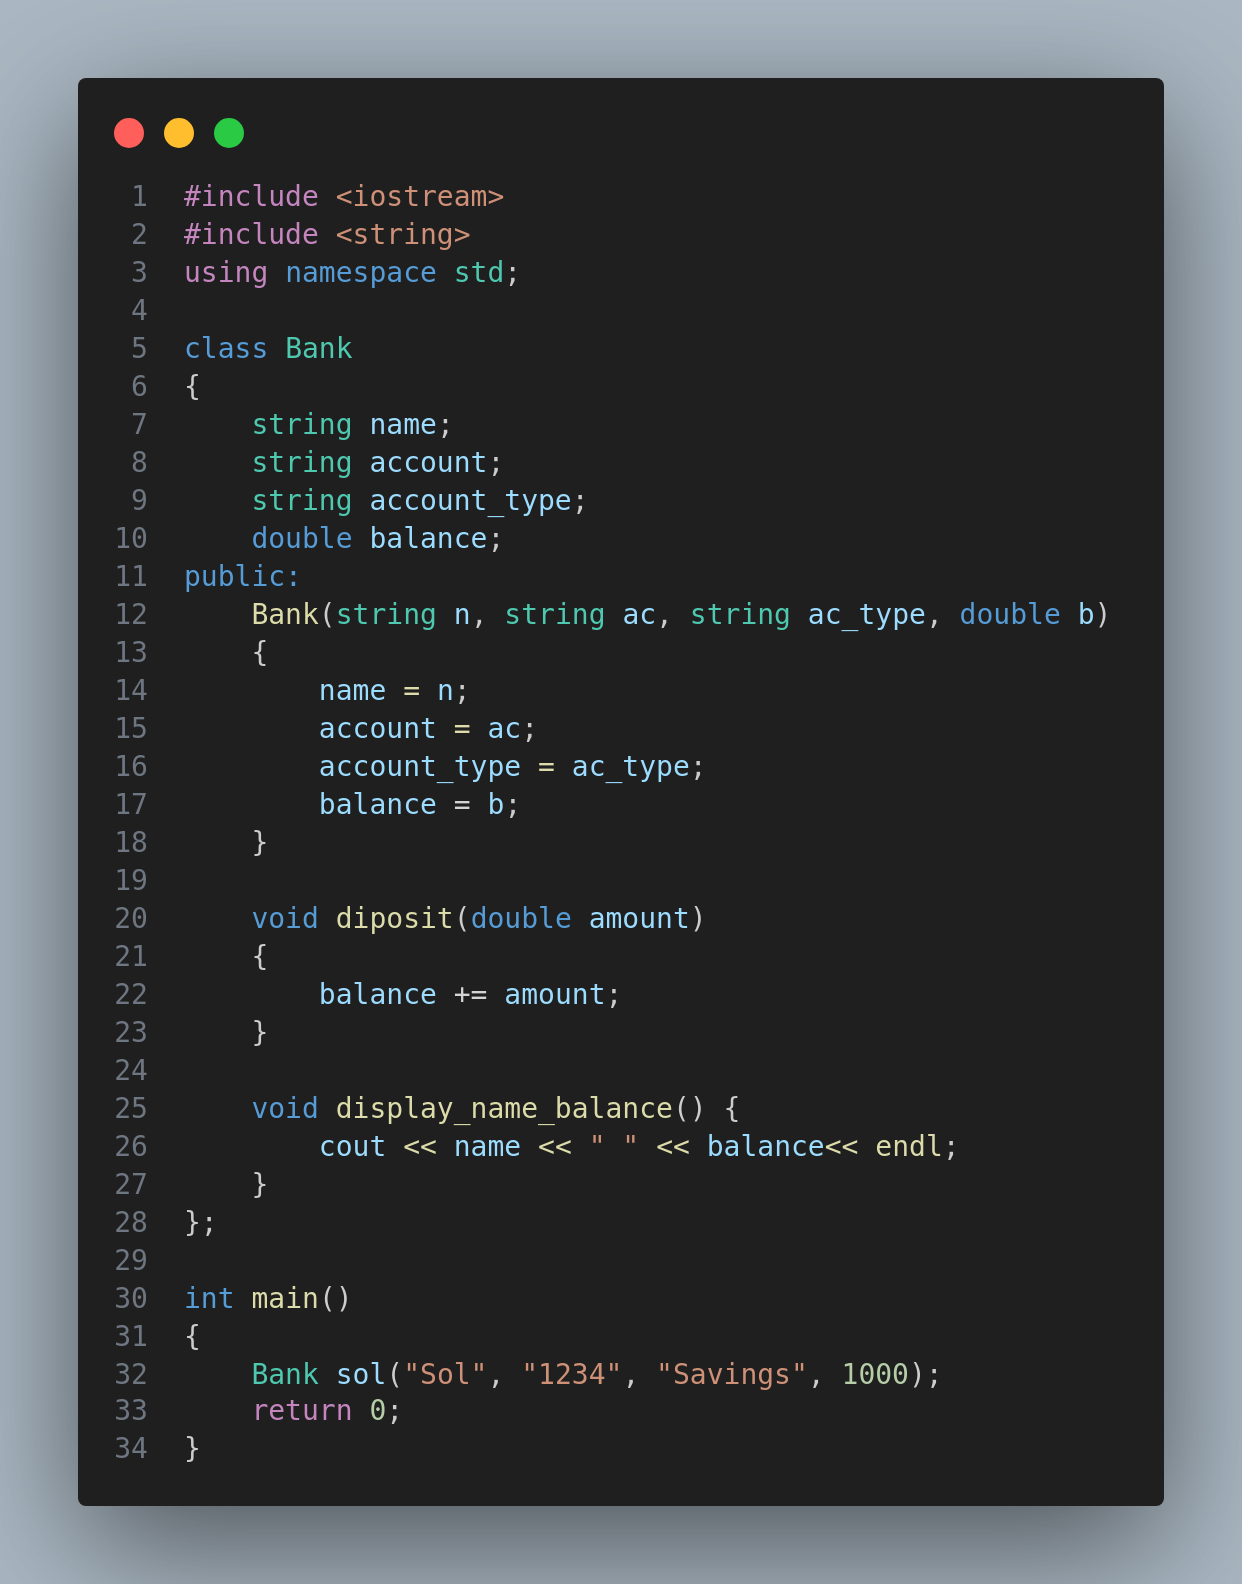 1 #include <iostream>
2 #include <string>
3 using namespace std;
4
5 class Bank
6 {
7     string name;
8     string account;
9     string account_type;
10     double balance;
11 public:
12     Bank(string n, string ac, string ac_type, double b)
13     {
14         name = n;
15         account = ac;
16         account_type = ac_type;
17         balance = b;
18     }
19
20     void diposit(double amount)
21     {
22         balance += amount;
23     }
24
25     void display_name_balance() {
26         cout << name << " " << balance<< endl;
27     }
28 };
29
30 int main()
31 {
32     Bank sol("Sol", "1234", "Savings", 1000);
33     return 0;
34 }